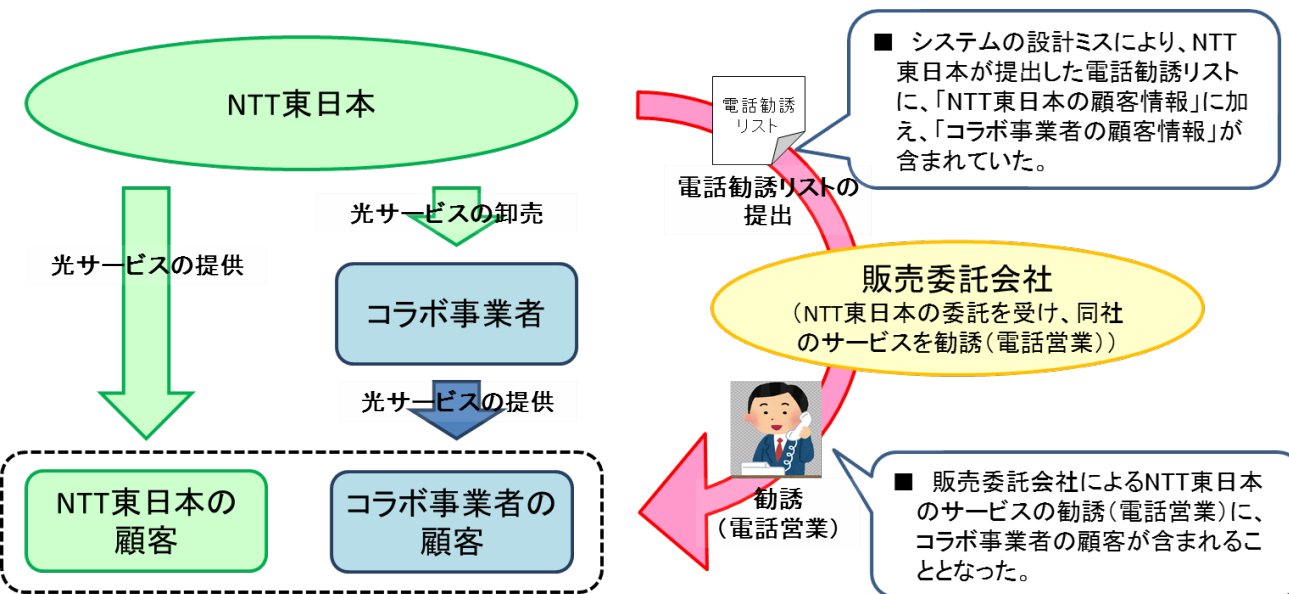 NTT東日本
光サービスの提供
光サービスの卸売
コラボ事業者
光サービスの提供
NTT東日本の
顧客
コラボ事業者の
顧客
電話勧誘
リスト
電話勧誘リストの
提出
■ システムの設計ミスにより、NTT
東日本が提出した電話勧誘リスト
に、「NTT東日本の顧客情報」に加
え、「コラボ事業者の顧客情報」が
含まれていた。
販売委託会社
（NTT東日本の委託を受け、同社
のサービスを勧誘（電話営業））
勧誘
（電話営業）
■ 販売委託会社によるNTT東日本
のサービスの勧誘（電話営業）に、
コラボ事業者の顧客が含まれるこ
ととなった。